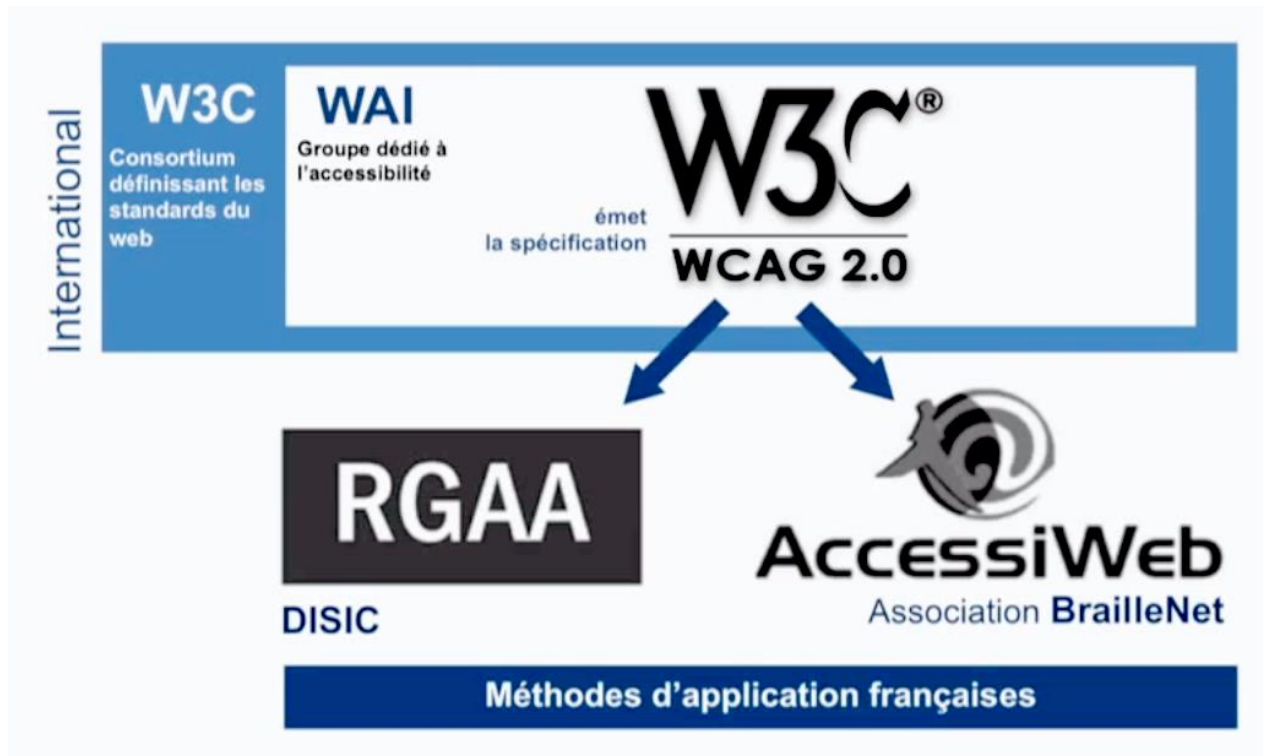 International
W3C
Consortium
définissant les
standards du
web
WAI
Groupe dédié à
l'accessibilité
émet
la spécification
W3C®
WCAG 2.0
RGAA
DISIC
AccessiWeb
Association BrailleNet
Méthodes d'application françaises